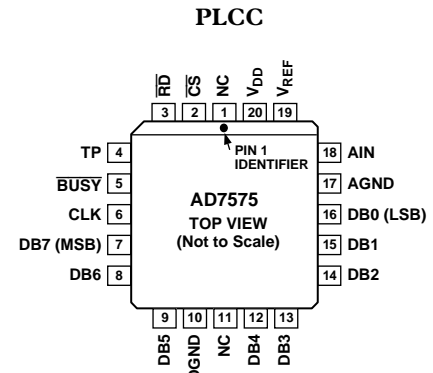 PLCC
RD CS NC VDD VREF
3 2 1 20 19
PIN 1
IDENTIFIER
TP 4
BUSY 5
CLK 6
DB7 (MSB) 7
DB6 8
AD7575
TOP VIEW
(Not to Scale)
18 AIN
17 AGND
16 DB0 (LSB)
15 DB1
14 DB2
9 10 11 12 13
DB5 DGND NC DB4 DB3